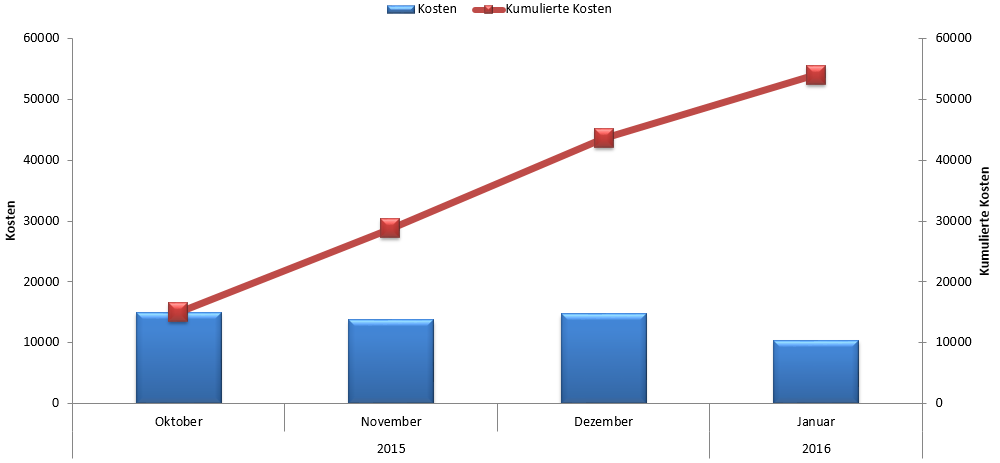 Kosten Kumulierte Kosten
60000 60000
50000 50000
40000 40000
30000 30000
20000 20000
10000 10000
0 0
Kosten
Kumulierte Kosten
Oktober November Dezember Januar
2015 2016